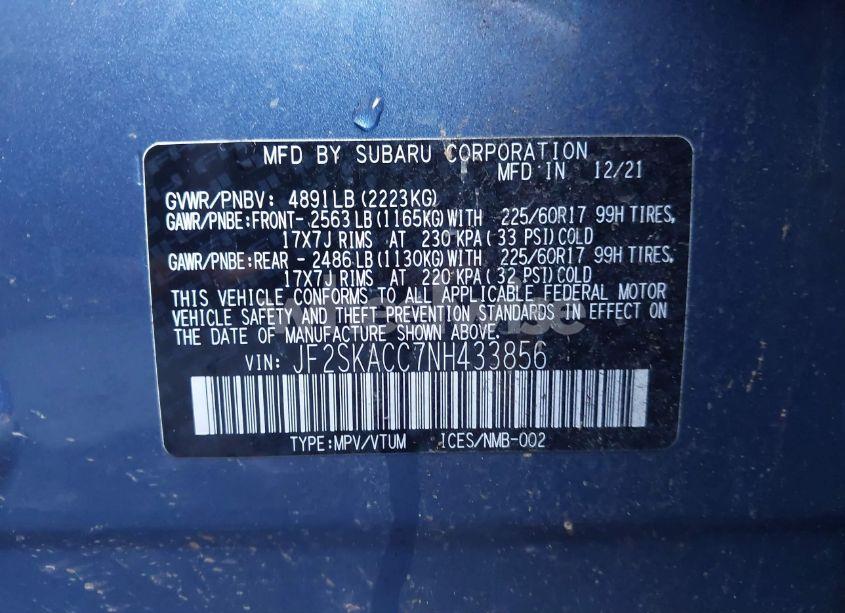 MFD BY SUBARU CORPORATION
MFD IN 12/21
GVWR/PNBV: 4891LB (2223KG)
GAWR/PNBE:FRONT- 2563 LB (1165KG) WITH 225/60R17 99H TIRES,
17X7J RIMS AT 230 KPA ( 33 PSI) COLD
GAWR/PNBE:REAR - 2486 LB (1130KG) WITH 225/60R17 99H TIRES,
17X7J RIMS AT 220 KPA ( 32 PSI) COLD
THIS VEHICLE CONFORMS TO ALL APPLICABLE FEDERAL MOTOR
VEHICLE SAFETY AND THEFT PREVENTION STANDARDS IN EFFECT ON
THE DATE OF MANUFACTURE SHOWN ABOVE.
VIN: JF2SKACC7NH433856
TYPE:MPV/VTUM ICES/NMB-002